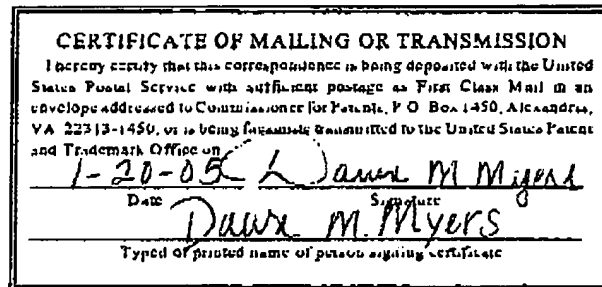 CERTIFICATE OF MAILING OR TRANSMISSION
I hereby certify that this correspondence is being deposited with the United
States Postal Service with sufficient postage as First Class Mail in an
envelope addressed to Commissioner for Patents, P.O. Box 1450, Alexandria,
VA 22313-1450, or is being facsimile transmitted to the United States Patent
and Trademark Office on
1-20-05 Dawn M Myers
Date Signature
Dawn M. Myers
Typed or printed name of person signing certificate